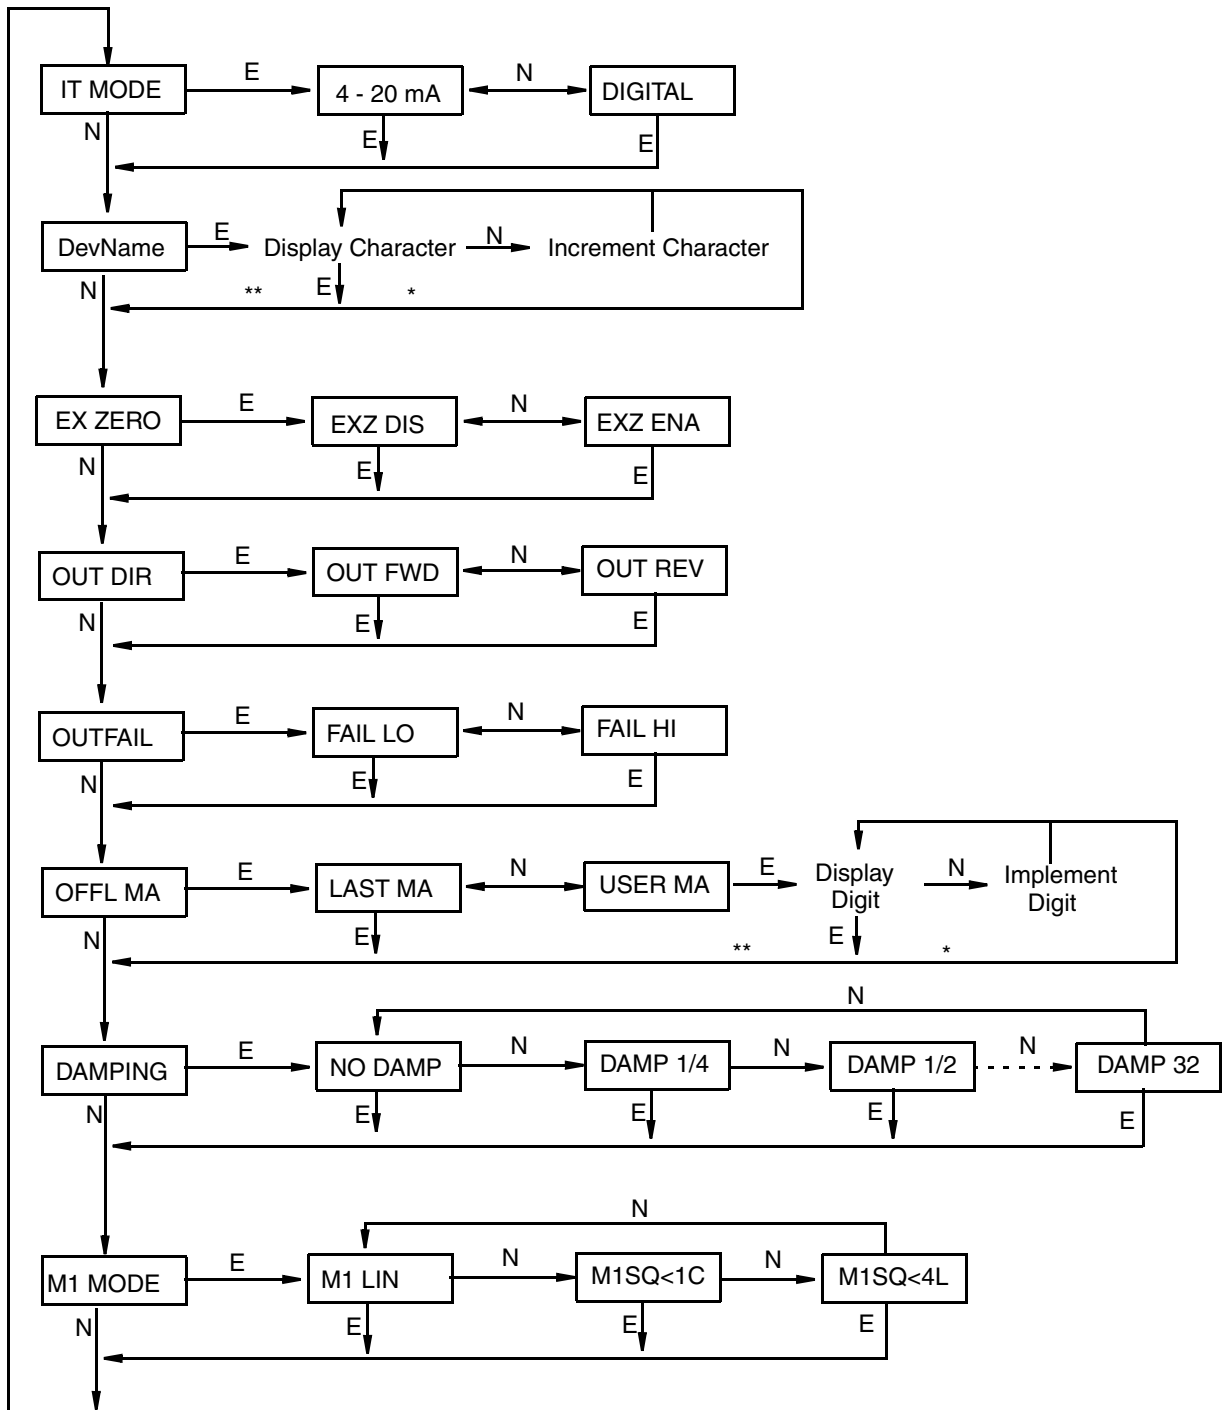 E
N
IT MODE
4 - 20 mA
DIGITAL
N
E
E
E
N
DevName
Display Character
Increment Character
N
**
E
*
E
N
EX ZERO
EXZ DIS
EXZ ENA
N
E
E
E
N
OUT DIR
OUT FWD
OUT REV
N
E
E
E
N
OUTFAIL
FAIL LO
FAIL HI
N
E
E
E
N
E
N
OFFL MA
LAST MA
USER MA
Display
Digit
Implement
Digit
N
E
**
E
*
N
E
N
N
N
DAMPING
NO DAMP
DAMP 1/4
DAMP 1/2
DAMP 32
N
E
E
E
E
N
E
N
N
M1 MODE
M1 LIN
M1SQ<1C
M1SQ<4L
N
E
E
E